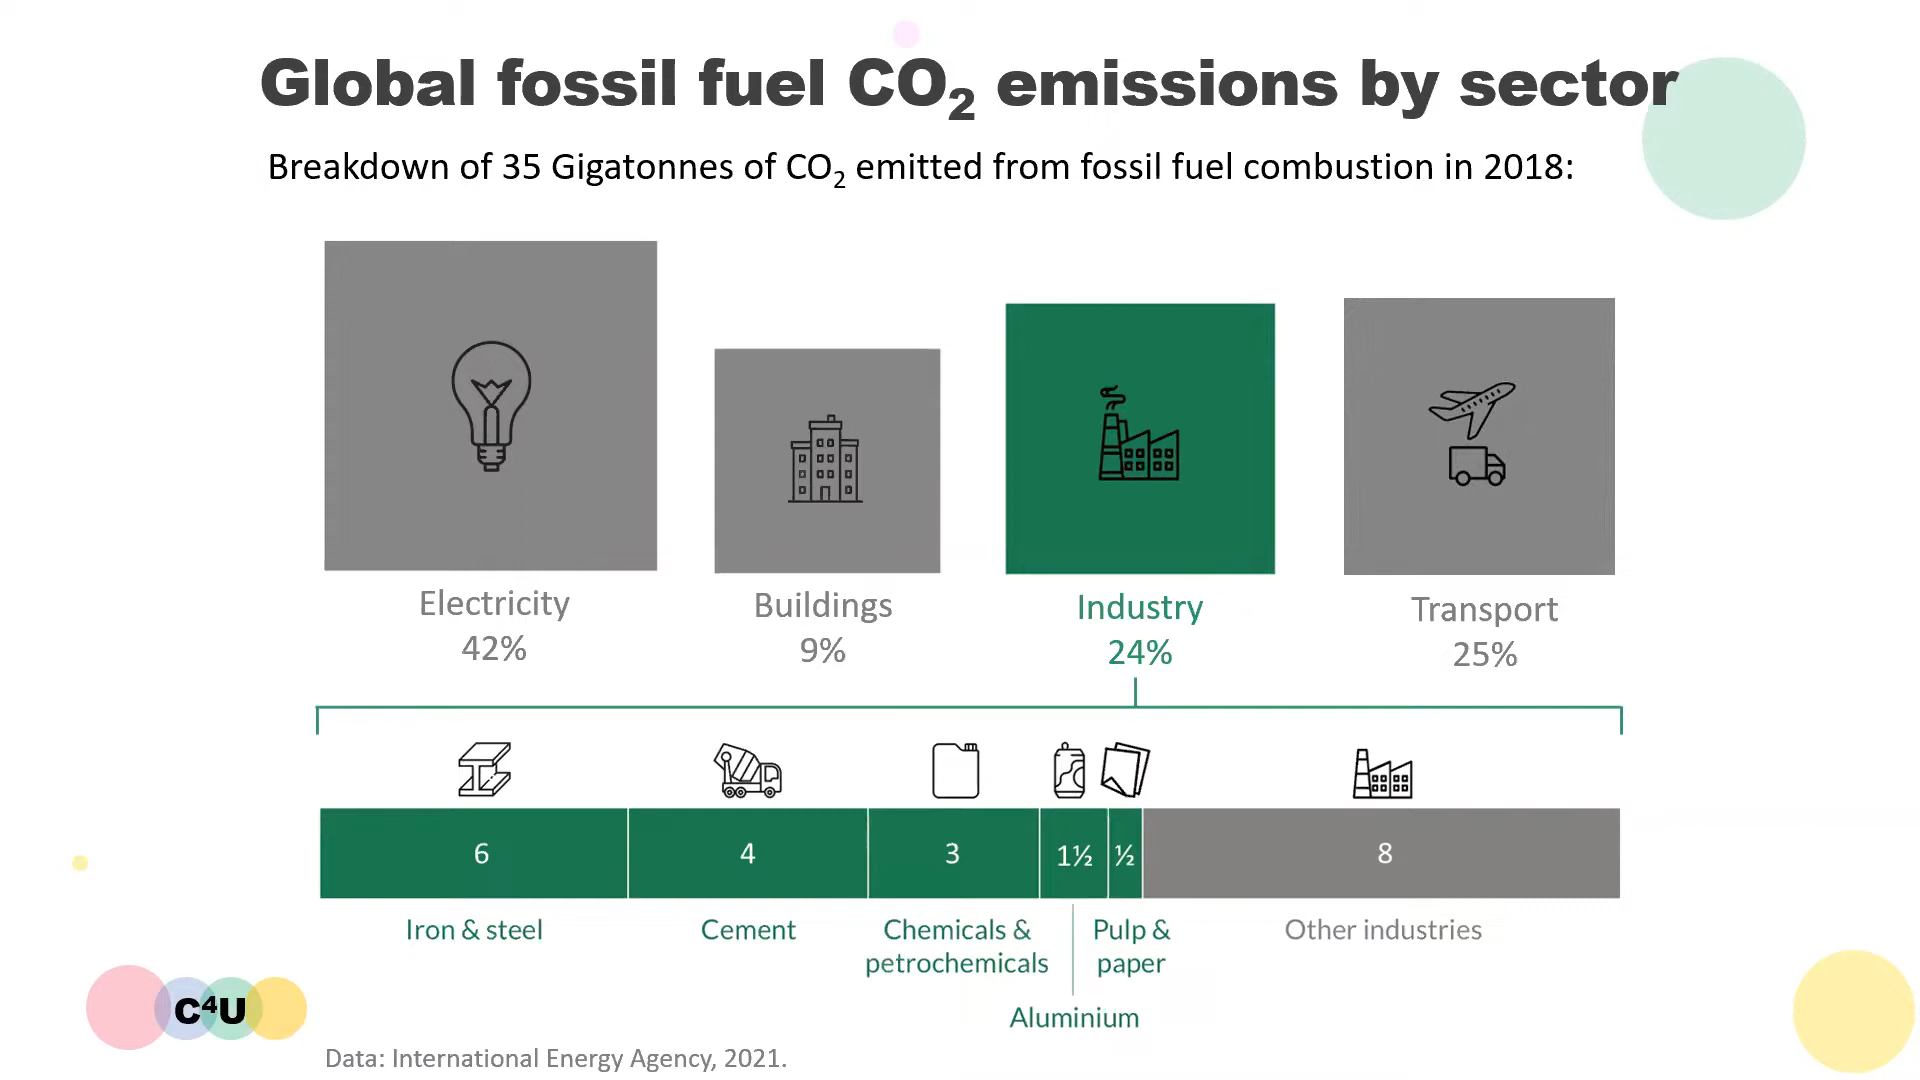 Global fossil fuel CO₂ emissions by sector
Breakdown of 35 Gigatonnes of CO₂ emitted from fossil fuel combustion in 2018:
Electricity
42%
Buildings
9%
Industry
24%
Transport
25%
6
4
3
1½
½
8
Iron & steel
Cement
Chemicals &
petrochemicals
Aluminium
Pulp &
paper
Other industries
C⁴U
Data: International Energy Agency, 2021.